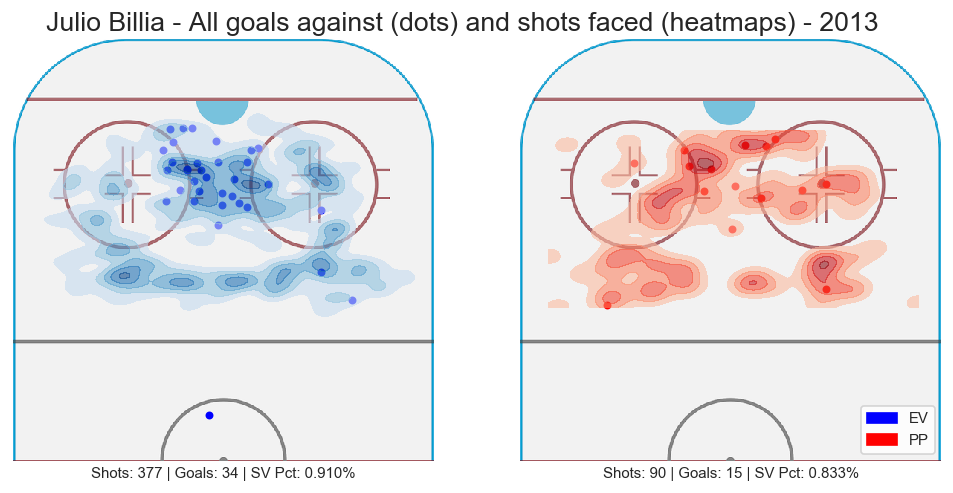 Julio Billia - All goals against (dots) and shots faced (heatmaps) - 2013
EV
PP
Shots: 377 | Goals: 34 | SV Pct: 0.910%
Shots: 90 | Goals: 15 | SV Pct: 0.833%